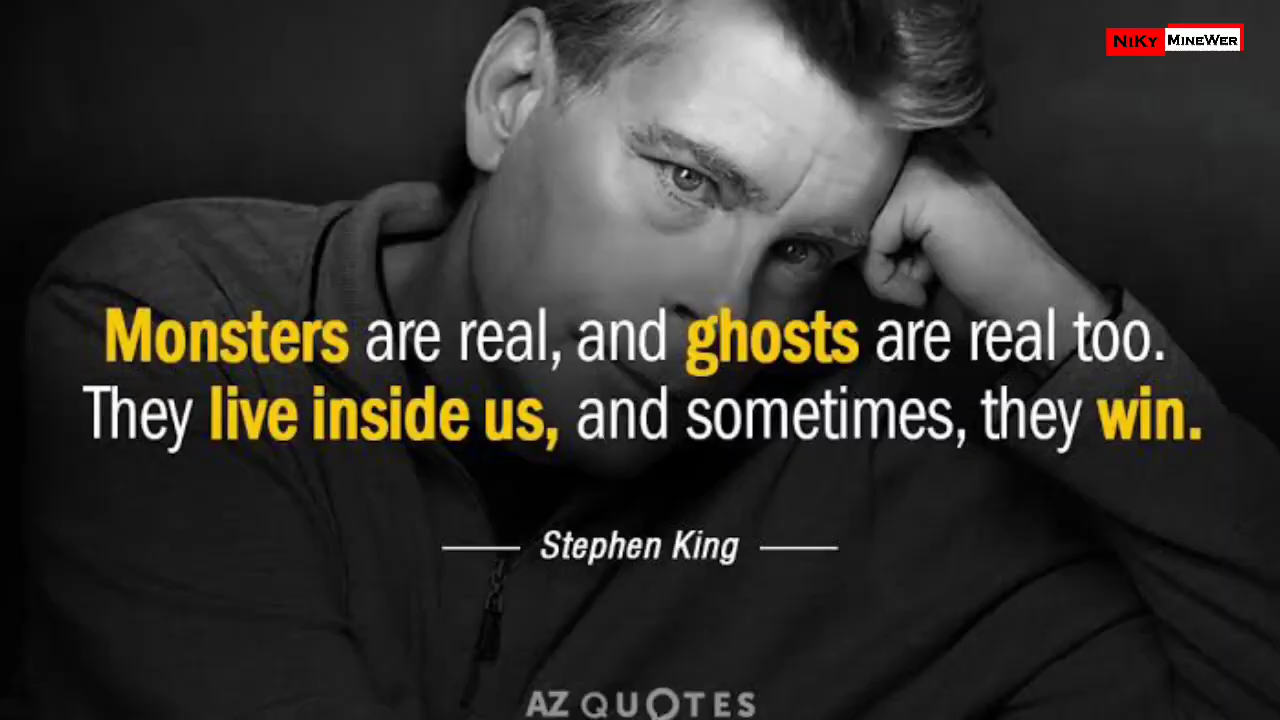 NiKy MineWer
Monsters are real, and ghosts are real too.
They live inside us, and sometimes, they win.
Stephen King
AZ QUOTES